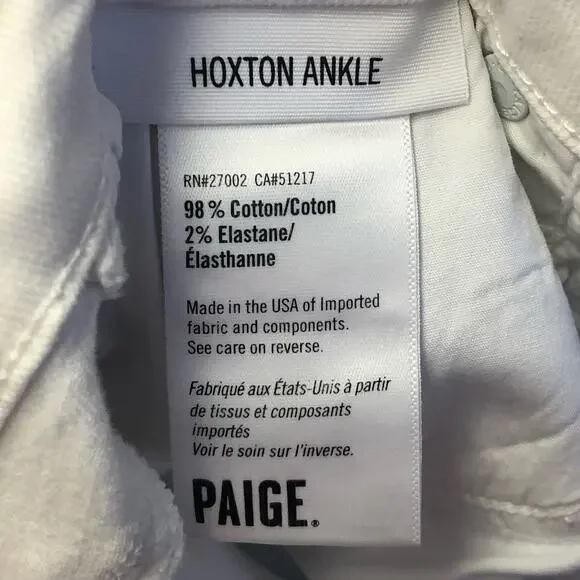 HOXTON ANKLE
RN#27002 CA#51217
98 % Cotton/Coton
2% Elastane/
Élasthanne
Made in the USA of Imported
fabric and components.
See care on reverse.
Fabriqué aux États-Unis à partir
de tissus et composants
importés
Voir le soin sur l'inverse.
PAIGE®